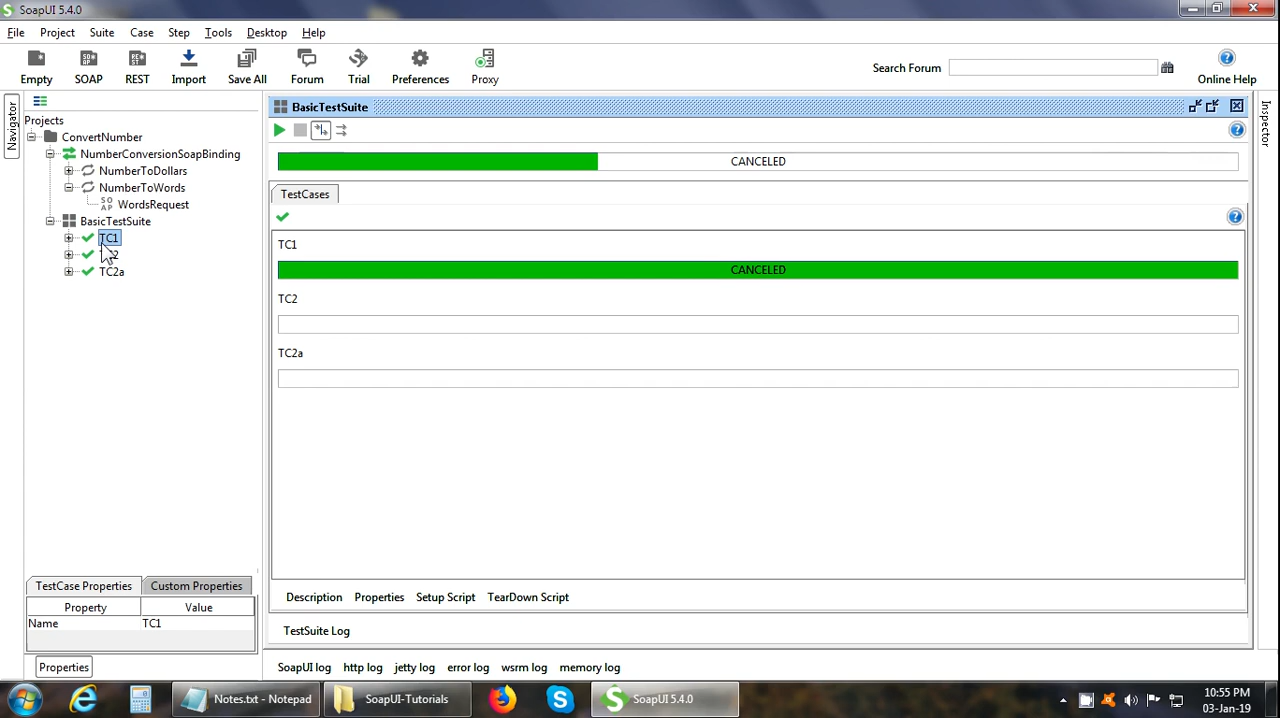 SoapUI 5.4.0
File Project Suite Case Step Tools Desktop Help
Empty SOAP REST Import Save All Forum Trial Preferences Proxy Search Forum Online Help
Navigator
Projects
ConvertNumber
NumberConversionSoapBinding
NumberToDollars
NumberToWords
WordsRequest
BasicTestSuite
TC1
TC2a
TestCase Properties Custom Properties
Property Value
Name TC1
Properties
BasicTestSuite
CANCELED
TestCases
TC1
CANCELED
TC2
TC2a
Description Properties Setup Script TearDown Script
TestSuite Log
SoapUI log http log jetty log error log wsrm log memory log
Inspector
Notes.txt - Notepad SoapUI-Tutorials SoapUI 5.4.0
10:55 PM
03-Jan-19